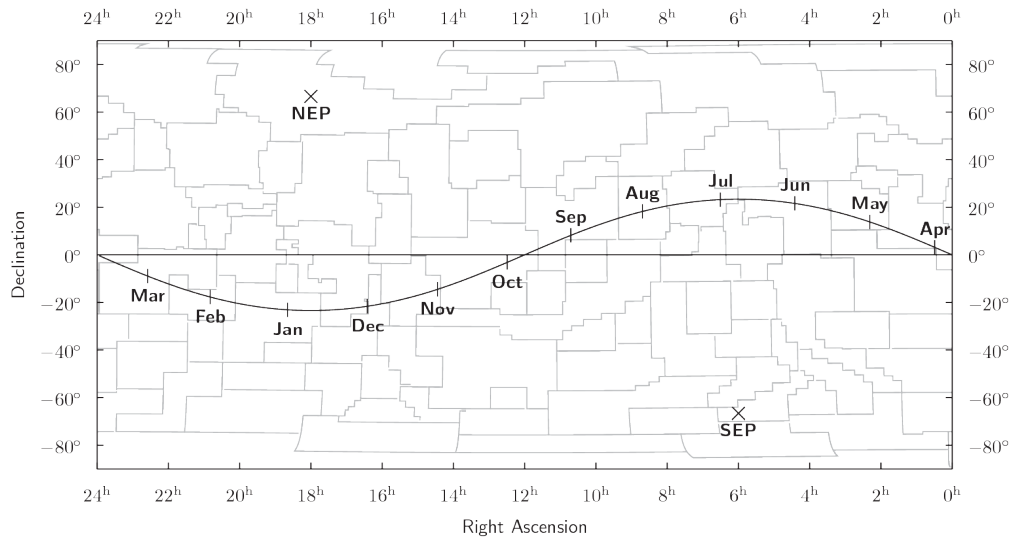 24ʰ 22ʰ 20ʰ 18ʰ 16ʰ 14ʰ 12ʰ 10ʰ 8ʰ 6ʰ 4ʰ 2ʰ 0ʰ
80° 80°
60° 60°
40° 40°
20° 20°
0° 0°
−20° −20°
−40° −40°
−60° −60°
−80° −80°
Declination
NEP
Jul
Jun
Aug
May
Sep
Apr
Oct
Mar
Nov
Feb
Dec
Jan
SEP
24ʰ 22ʰ 20ʰ 18ʰ 16ʰ 14ʰ 12ʰ 10ʰ 8ʰ 6ʰ 4ʰ 2ʰ 0ʰ
Right Ascension